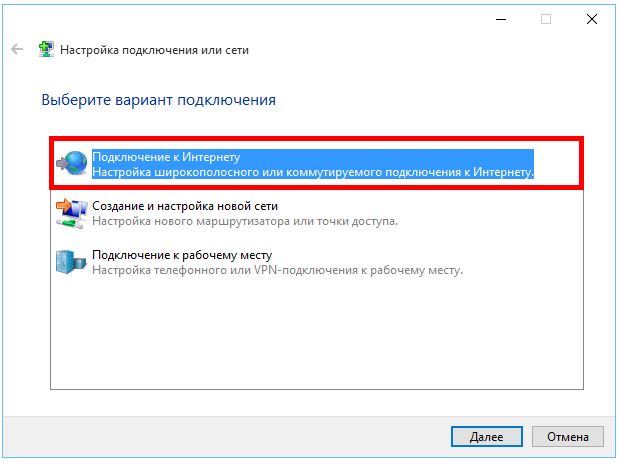 Настройка подключения или сети
Выберите вариант подключения
Подключение к Интернету
Настройка широкополосного или коммутируемого подключения к Интернету.
Создание и настройка новой сети
Настройка нового маршрутизатора или точки доступа.
Подключение к рабочему месту
Настройка телефонного или VPN-подключения к рабочему месту.
Далее
Отмена